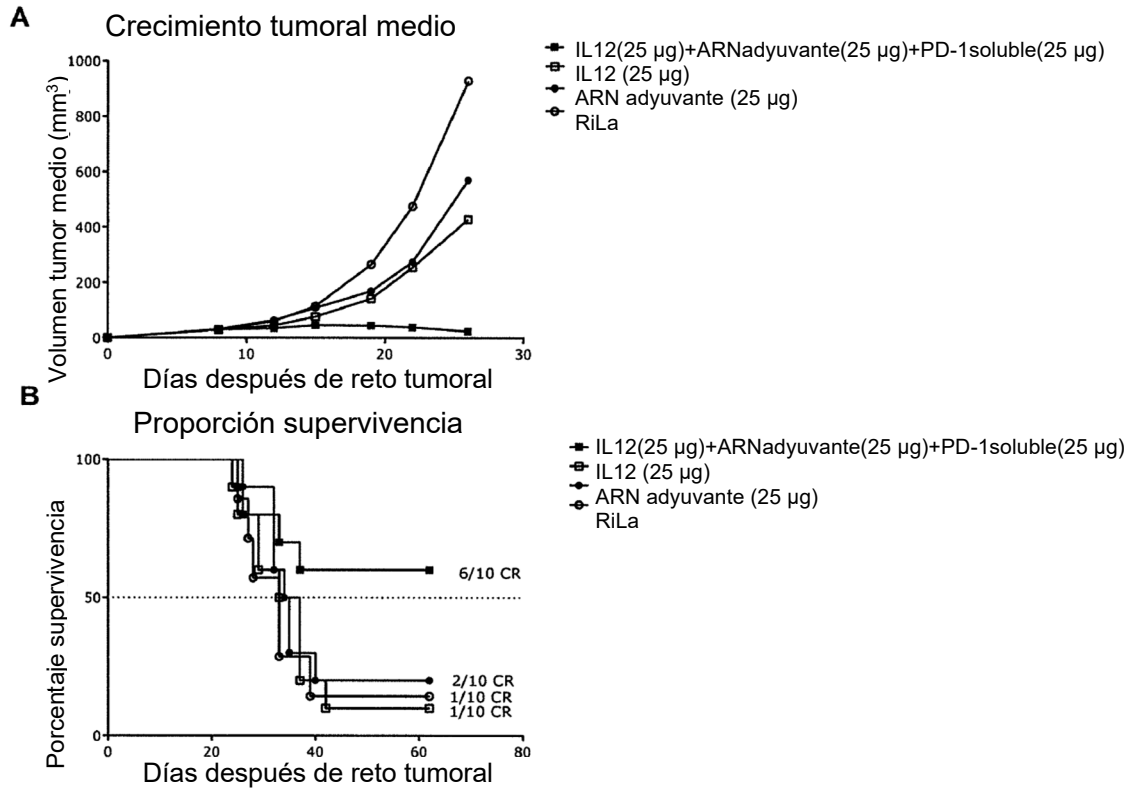 A
Crecimiento tumoral medio
IL12(25 µg)+ARNadyuvante(25 µg)+PD-1soluble(25 µg)
IL12 (25 µg)
ARN adyuvante (25 µg)
RiLa
Volumen tumor medio (mm³)
1000
800
600
400
200
0
0 10 20 30
Días después de reto tumoral
B
Proporción supervivencia
IL12(25 µg)+ARNadyuvante(25 µg)+PD-1soluble(25 µg)
IL12 (25 µg)
ARN adyuvante (25 µg)
RiLa
Porcentaje supervivencia
100
50
0
6/10 CR
2/10 CR
1/10 CR
1/10 CR
0 20 40 60 80
Días después de reto tumoral